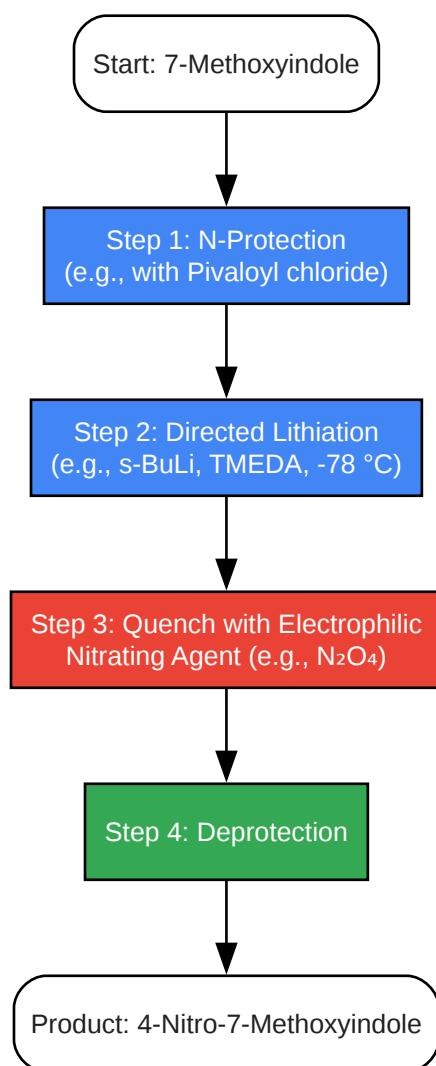 Start: 7-Methoxyindole
Step 1: N-Protection
(e.g., with Pivaloyl chloride)
Step 2: Directed Lithiation
(e.g., s-BuLi, TMEDA, -78 °C)
Step 3: Quench with Electrophilic
Nitrating Agent (e.g., N₂O₄)
Step 4: Deprotection
Product: 4-Nitro-7-Methoxyindole